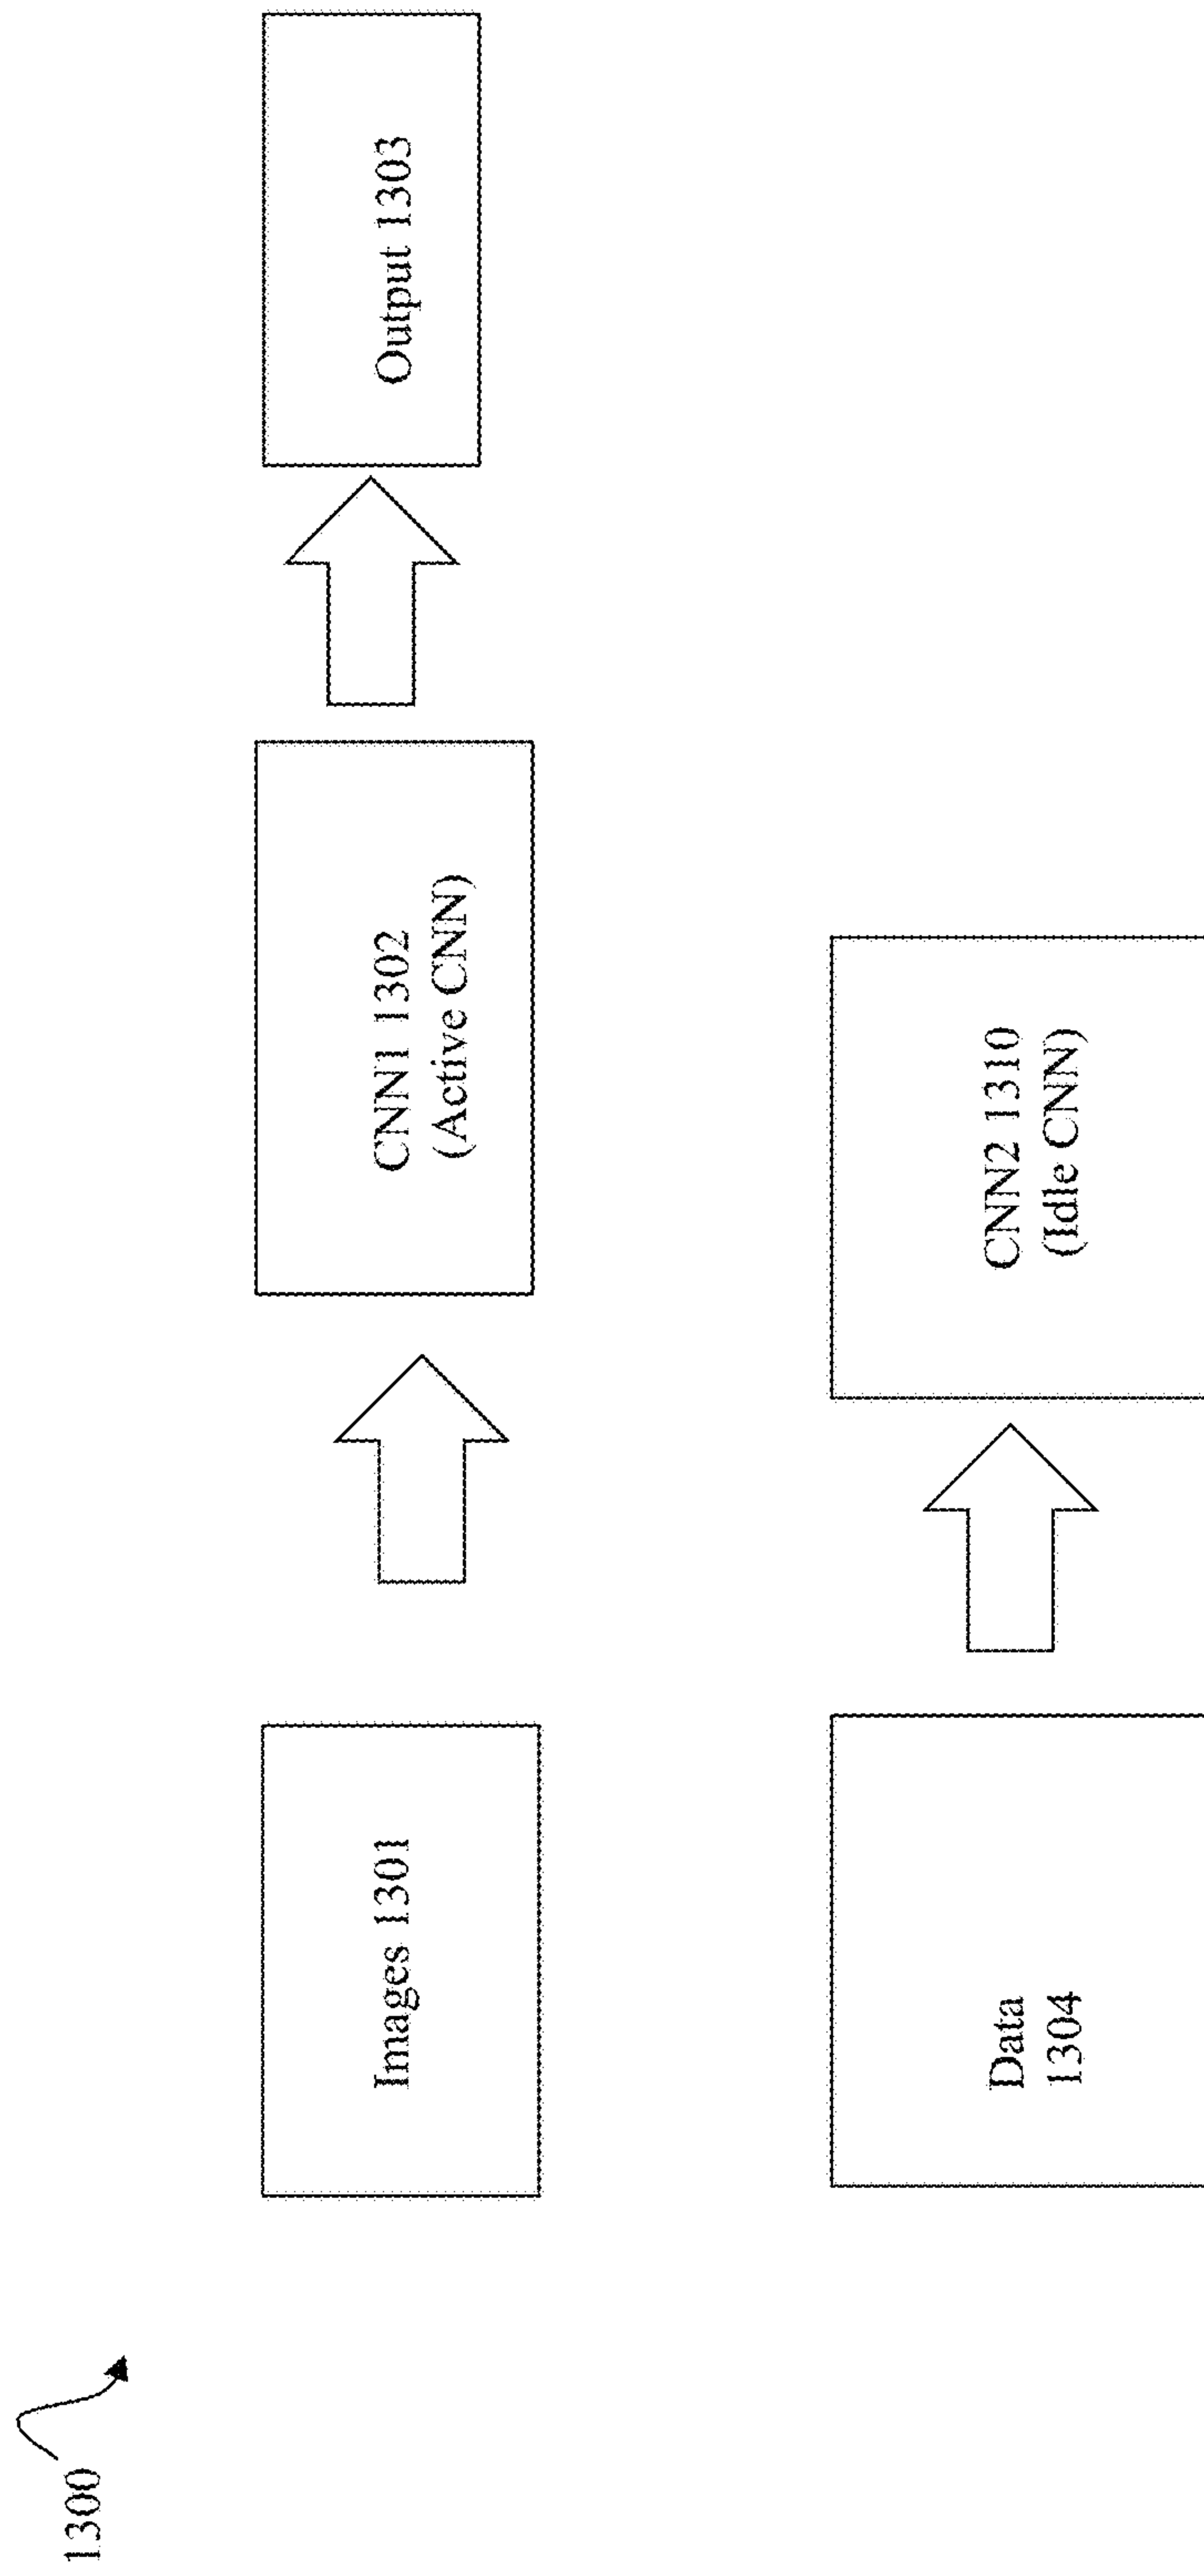 1300
Images 1301
CNN1 1302
(Active CNN)
Output 1303
Data
1304
CNN2 1310
(Idle CNN)